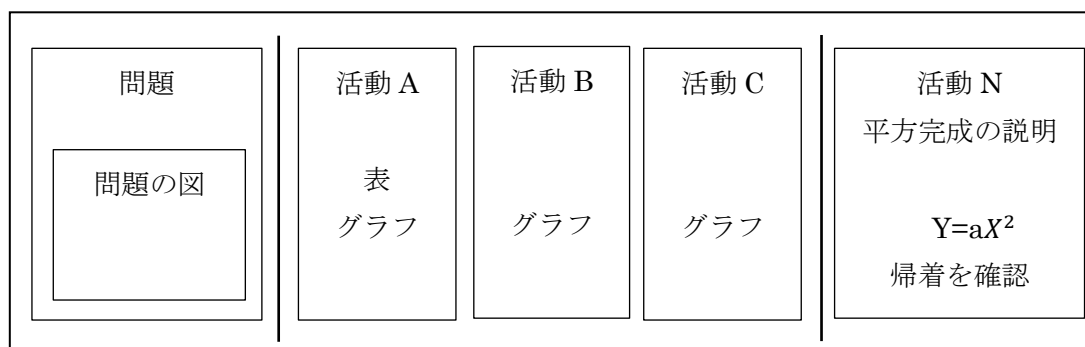 問題
問題の図
活動 A
表
グラフ
活動 B
グラフ
活動 C
グラフ
活動 N
平方完成の説明
Y=aX²
帰着を確認